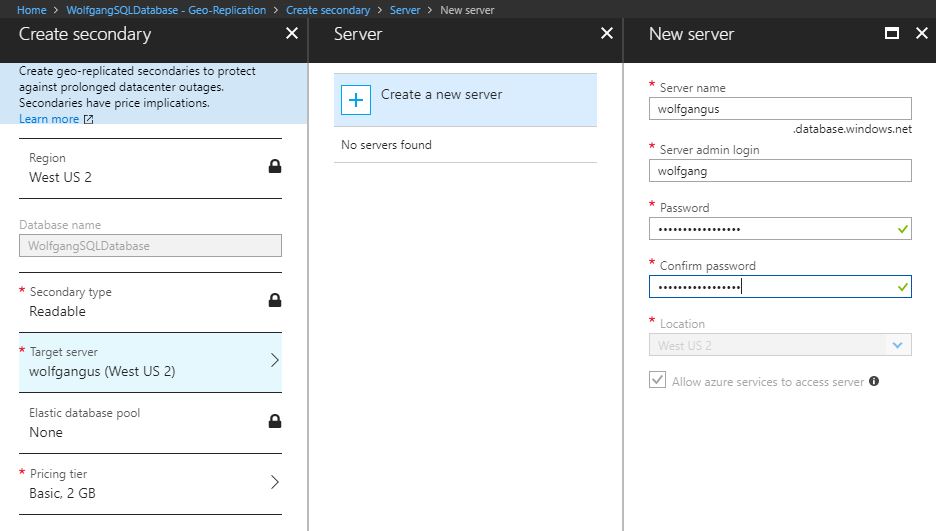 Home > WolfgangSQLDatabase - Geo-Replication > Create secondary > Server > New server
Create secondary
Create geo-replicated secondaries to protect
against prolonged datacenter outages.
Secondaries have price implications.
Learn more
Region
West US 2
Database name
WolfgangSQLDatabase
* Secondary type
Readable
* Target server
wolfgangus (West US 2)
Elastic database pool
None
* Pricing tier
Basic, 2 GB
Server
Create a new server
No servers found
New server
* Server name
wolfgangus
.database.windows.net
* Server admin login
wolfgang
* Password
•••••••••••••••••
* Confirm password
•••••••••••••••••
* Location
West US 2
Allow azure services to access server